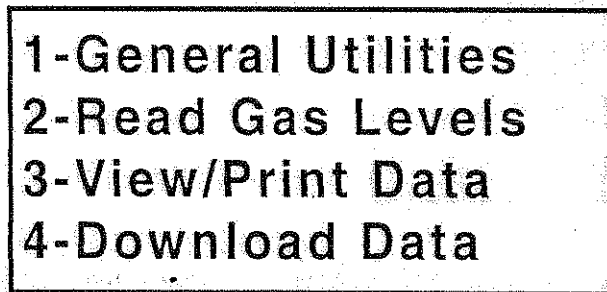 1-General Utilities
2-Read Gas Levels
3-View/Print Data
4-Download Data